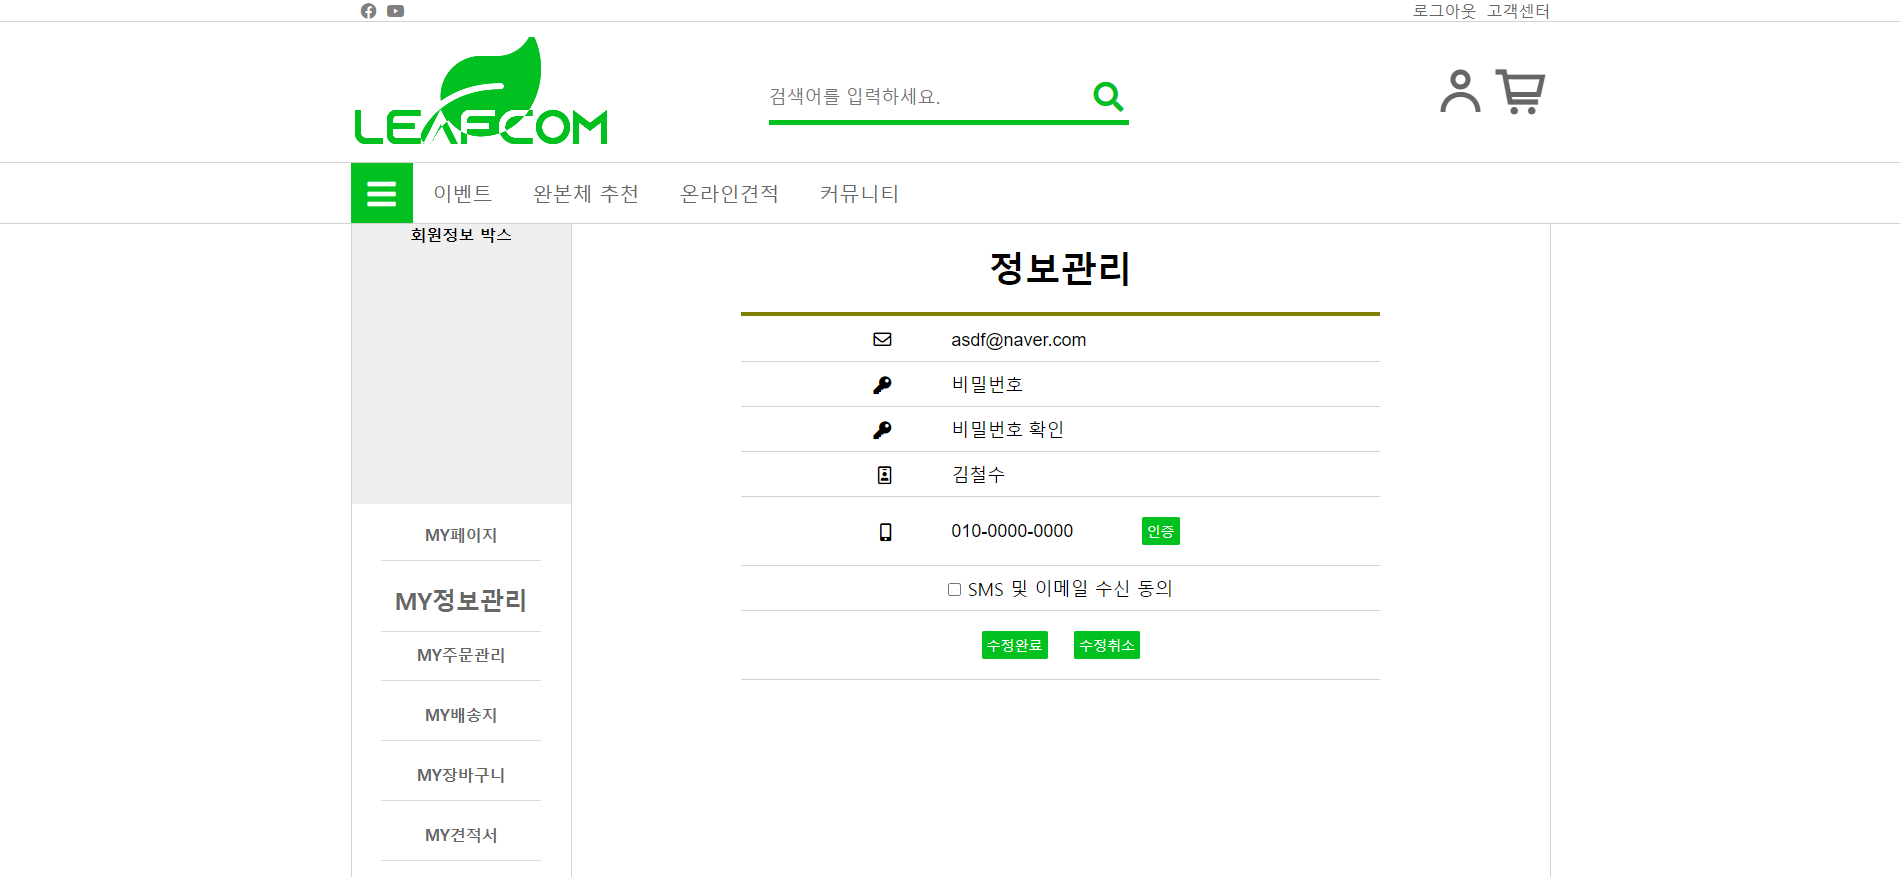 로그아웃 고객센터
LEAFCOM
검색어를 입력하세요.
이벤트 완본체 추천 온라인견적 커뮤니티
회원정보 박스
정보관리
asdf@naver.com
비밀번호
비밀번호 확인
김철수
010-0000-0000 인증
SMS 및 이메일 수신 동의
수정완료 수정취소
MY페이지
MY정보관리
MY주문관리
MY배송지
MY장바구니
MY견적서